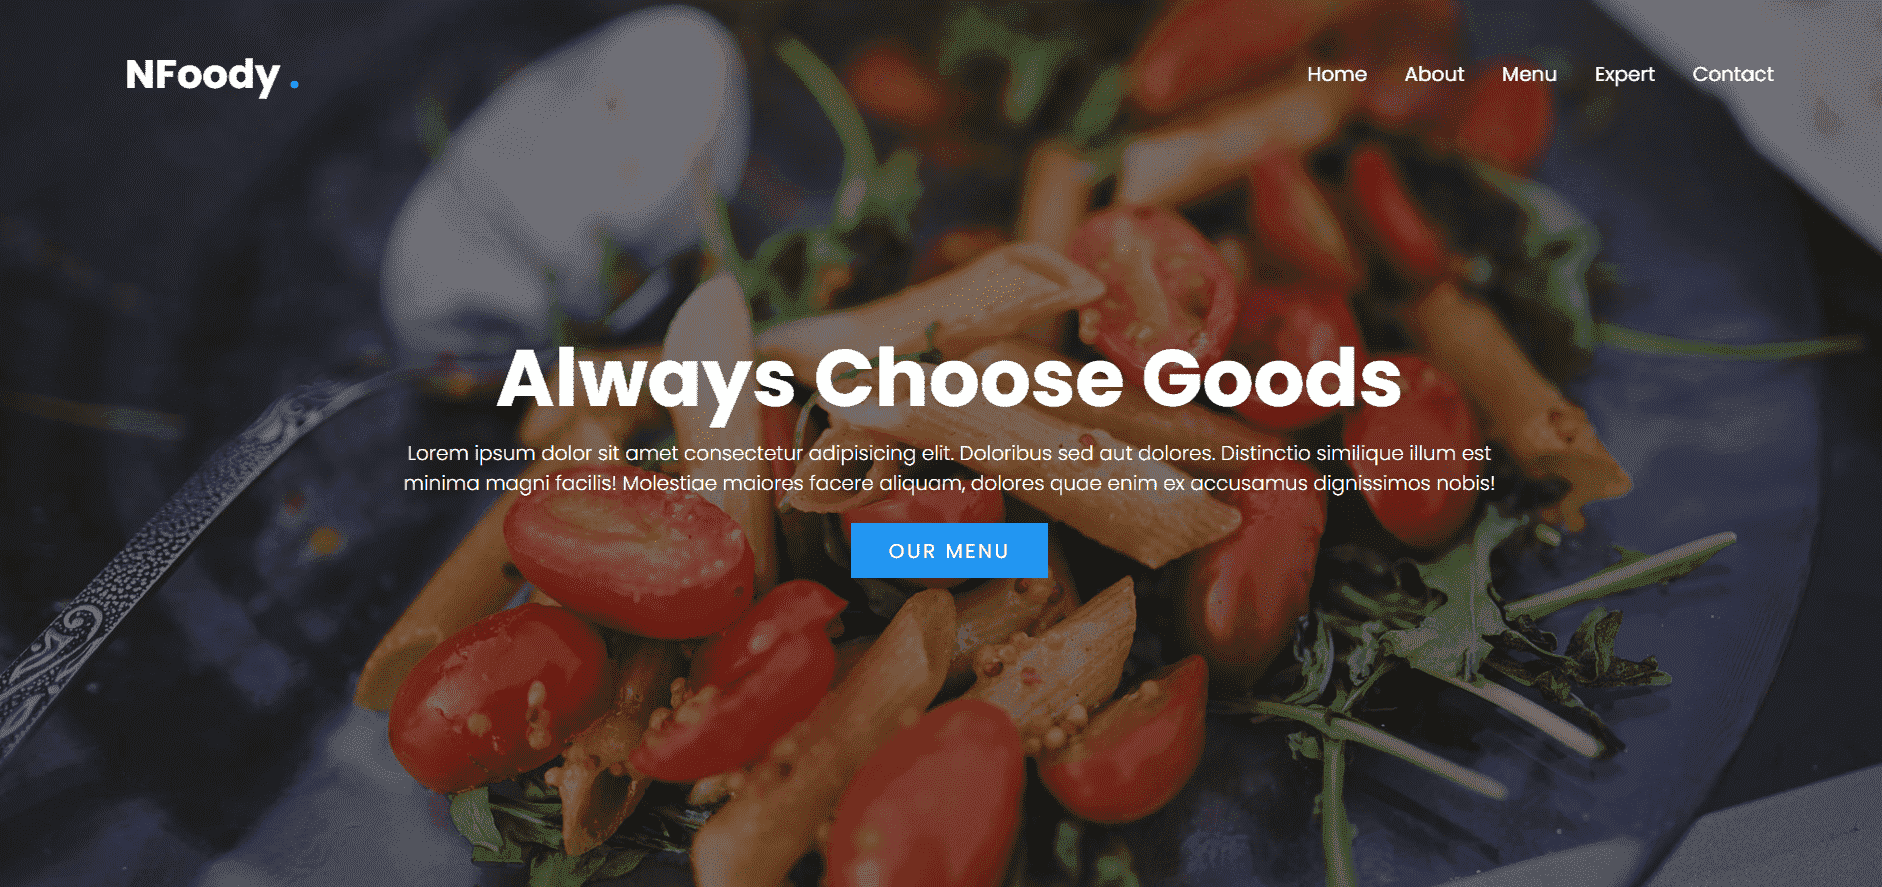 NFoody .
Home About Menu Expert Contact
Always Choose Goods
Lorem ipsum dolor sit amet consectetur adipisicing elit. Doloribus sed aut dolores. Distinctio similique illum est
minima magni facilis! Molestiae maiores facere aliquam, dolores quae enim ex accusamus dignissimos nobis!
OUR MENU